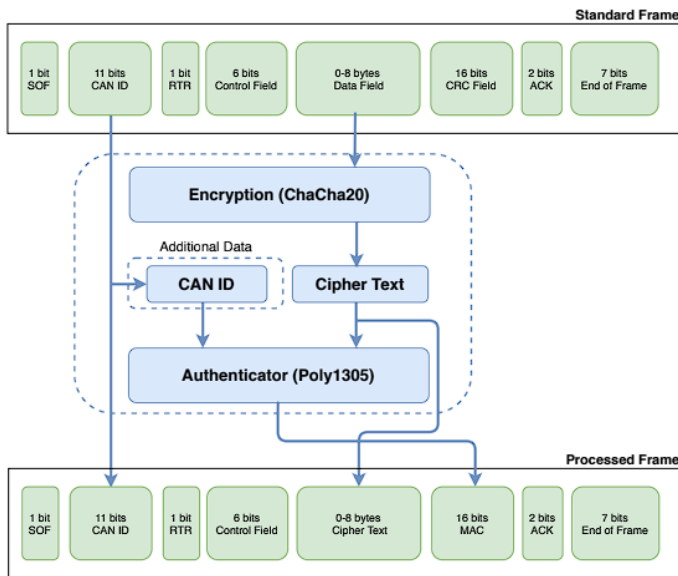 Standard Frame
1 bit
SOF
11 bits
CAN ID
1 bit
RTR
6 bits
Control Field
0-8 bytes
Data Field
16 bits
CRC Field
2 bits
ACK
7 bits
End of Frame
Encryption (ChaCha20)
Additional Data
CAN ID
Cipher Text
Authenticator (Poly1305)
Processed Frame
1 bit
SOF
11 bits
CAN ID
1 bit
RTR
6 bits
Control Field
0-8 bytes
Cipher Text
16 bits
MAC
2 bits
ACK
7 bits
End of Frame